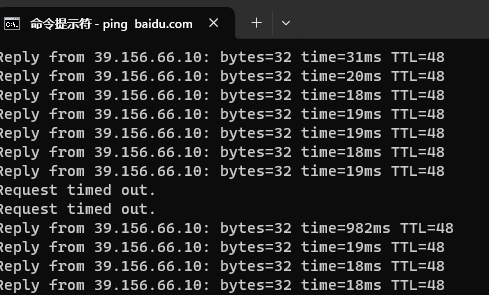 命令提示符 - ping baidu.com
Reply from 39.156.66.10: bytes=32 time=31ms TTL=48
Reply from 39.156.66.10: bytes=32 time=20ms TTL=48
Reply from 39.156.66.10: bytes=32 time=18ms TTL=48
Reply from 39.156.66.10: bytes=32 time=19ms TTL=48
Reply from 39.156.66.10: bytes=32 time=19ms TTL=48
Reply from 39.156.66.10: bytes=32 time=18ms TTL=48
Reply from 39.156.66.10: bytes=32 time=19ms TTL=48
Request timed out.
Request timed out.
Reply from 39.156.66.10: bytes=32 time=982ms TTL=48
Reply from 39.156.66.10: bytes=32 time=19ms TTL=48
Reply from 39.156.66.10: bytes=32 time=18ms TTL=48
Reply from 39.156.66.10: bytes=32 time=18ms TTL=48